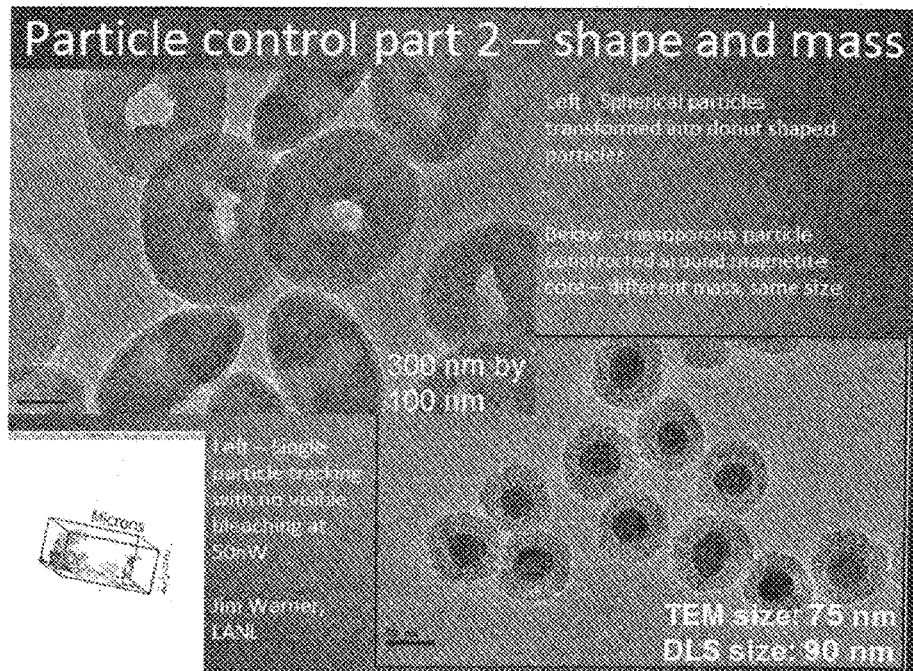 Particle control part 2 – shape and mass
Left – Spherical particles
transformed into donut shaped
particles
Below – mesoporous particle
constructed around magnetite
core – different mass, same size
300 nm by
100 nm
Left – Single
particle tracking
with no visible
bleaching at
Jini Werner,
LANL
Microns
TEM size: 75 nm
DLS size: 90 nm